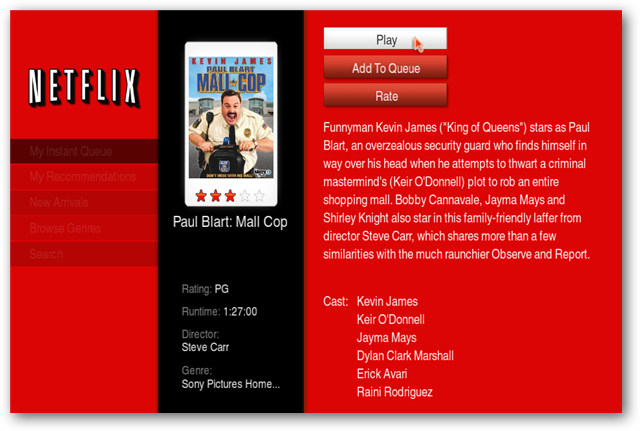 NETFLIX
My Instant Queue
My Recommendations
New Arrivals
Browse Genres
Search
KEVIN JAMES
PAUL BLART
MALL COP
DON'T MESS WITH HIS MALL.
Paul Blart: Mall Cop
Rating: PG
Runtime: 1:27:00
Director:
Steve Carr
Genre:
Sony Pictures Home...
Play
Add To Queue
Rate
Funnyman Kevin James ("King of Queens") stars as Paul
Blart, an overzealous security guard who finds himself in
way over his head when he attempts to thwart a criminal
mastermind's (Keir O'Donnell) plot to rob an entire
shopping mall. Bobby Cannavale, Jayma Mays and
Shirley Knight also star in this family-friendly laffer from
director Steve Carr, which shares more than a few
similarities with the much raunchier Observe and Report.
Cast: Kevin James
Keir O'Donnell
Jayma Mays
Dylan Clark Marshall
Erick Avari
Raini Rodriguez